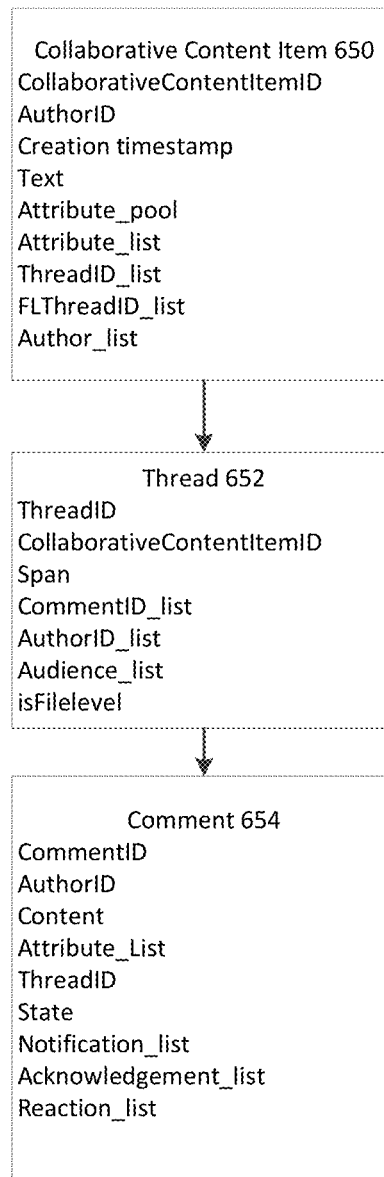 Collaborative Content Item 650
CollaborativeContentItemID
AuthorID
Creation timestamp
Text
Attribute_pool
Attribute_list
ThreadID_list
FLThreadID_list
Author_list
Thread 652
ThreadID
CollaborativeContentItemID
Span
CommentID_list
AuthorID_list
Audience_list
isFilelevel
Comment 654
CommentID
AuthorID
Content
Attribute_List
ThreadID
State
Notification_list
Acknowledgement_list
Reaction_list